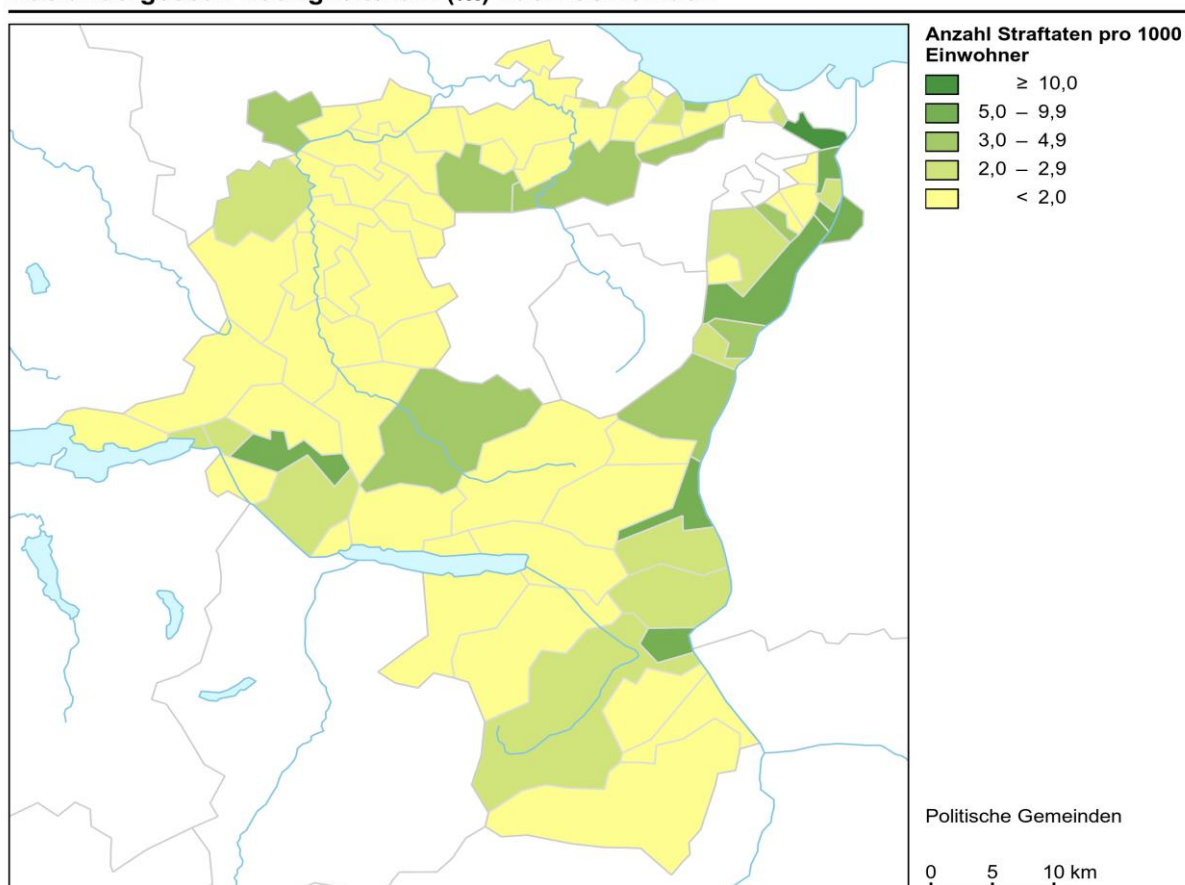 Anzahl Straftaten pro 1000
Einwohner
≥ 10,0
5,0 – 9,9
3,0 – 4,9
2,0 – 2,9
< 2,0
Politische Gemeinden
0 5 10 km